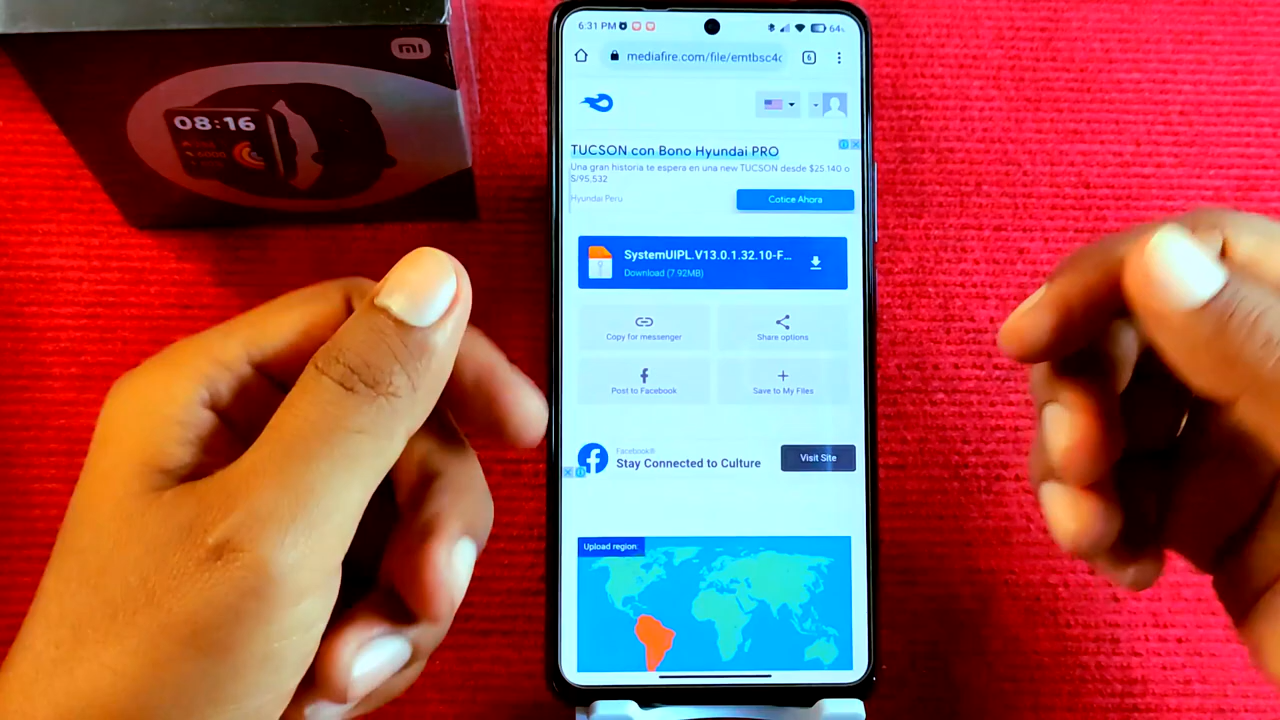 mi
08:16
6:31 PM
64%
mediafire.com/file/emtbsc4c
6
TUCSON con Bono Hyundai PRO
Una gran historia te espera en una new TUCSON desde $25.140 o
S/95,532
Hyundai Peru
Cotice Ahora
SystemUIPL.V13.0.1.32.10-F...
Download (7.92MB)
Copy for messenger
Share options
Post to Facebook
Save to My Files
Facebook®
Stay Connected to Culture
Visit Site
Upload region: